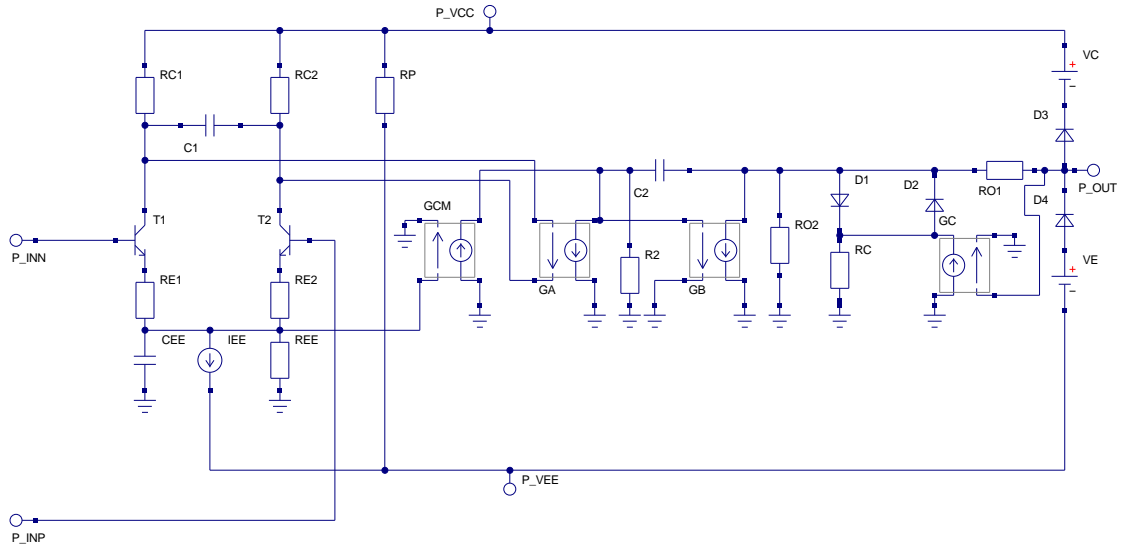 P_VCC
VC
RC1
RC2
RP
D3
C1
D1
D2
RO1
P_OUT
C2
D4
T1
T2
GCM
GC
P_INN
RO2
RC
R2
VE
RE1
RE2
GA
GB
CEE
IEE
REE
P_VEE
P_INP